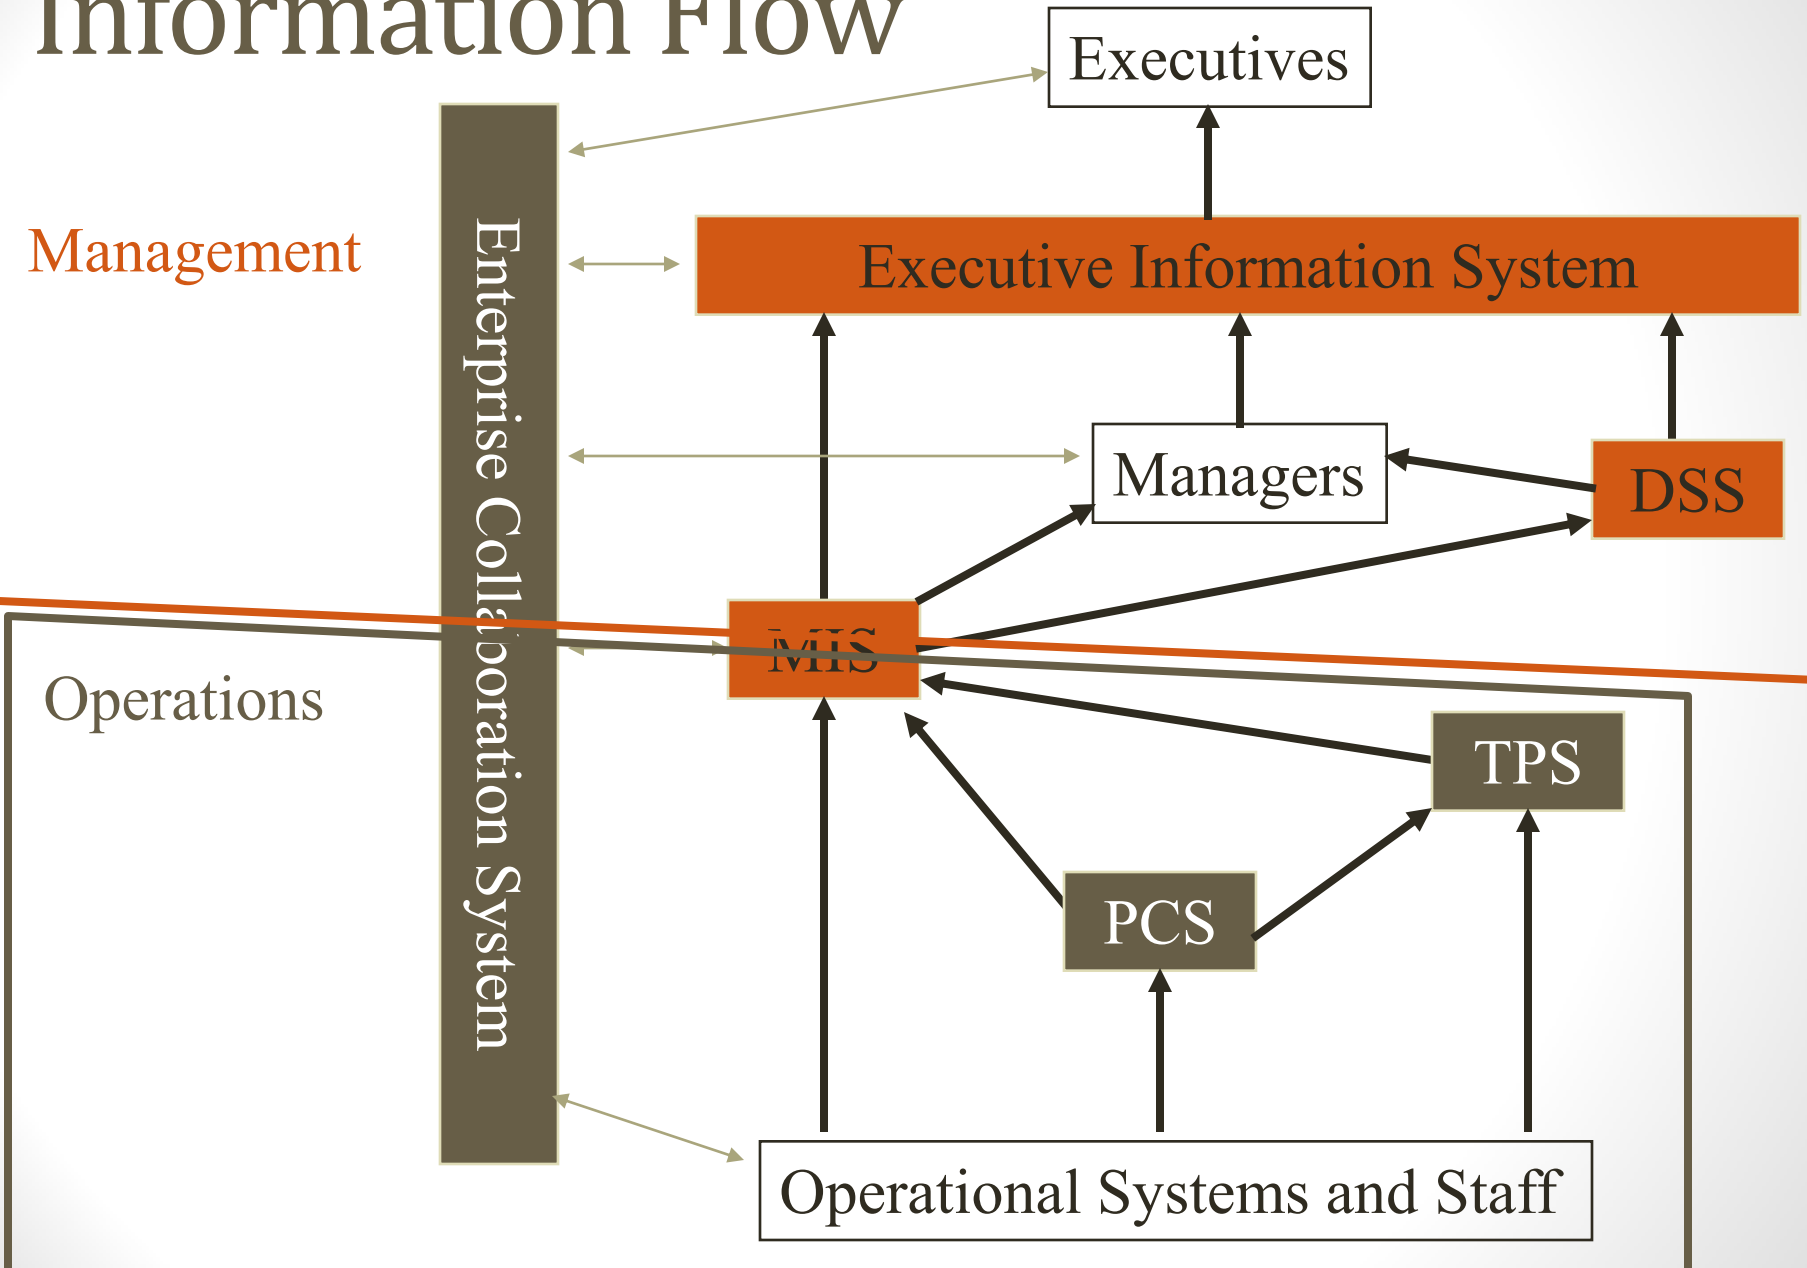 Information Flow
Executives
Management
Executive Information System
Enterprise Collaboration System
Managers
DSS
MIS
Operations
TPS
PCS
Operational Systems and Staff